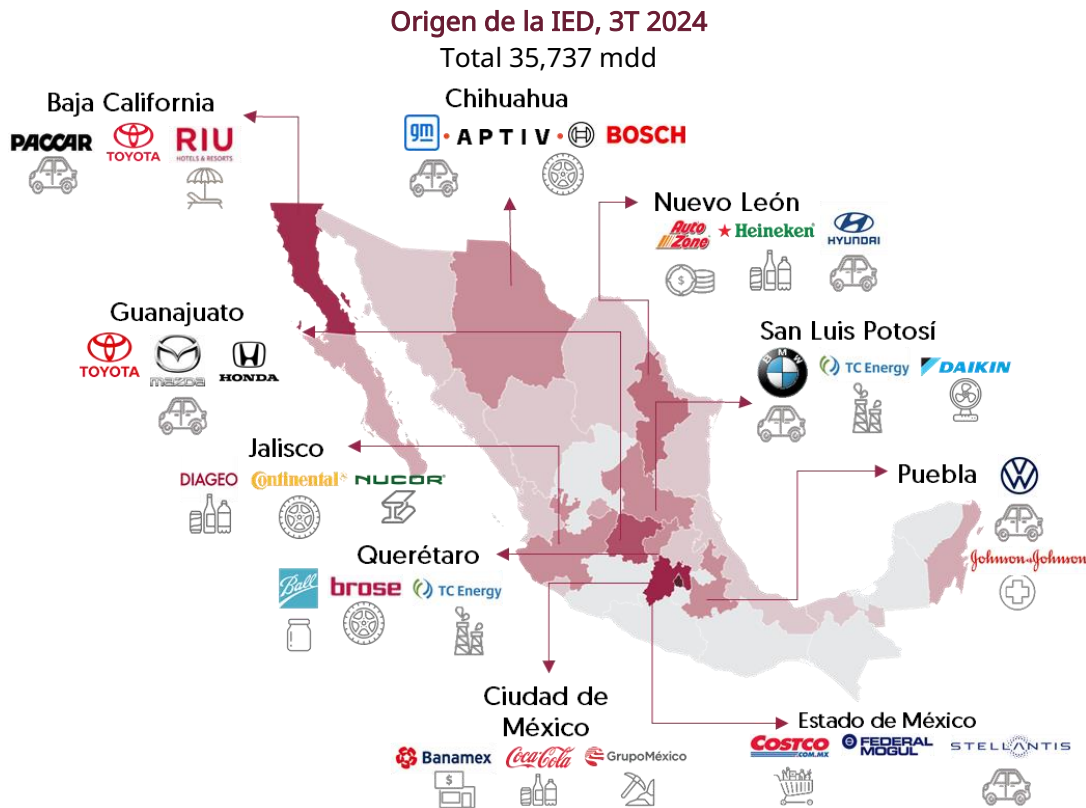 Origen de la IED, 3T 2024
Total 35,737 mdd
Baja California
PACCAR
TOYOTA
RIU
HOTELS & RESORTS
Chihuahua
gm
APTIV
BOSCH
Nuevo León
Auto
Zone
Heineken
HYUNDAI
Guanajuato
TOYOTA
mazda
HONDA
San Luis Potosí
BMW
TC Energy
DAIKIN
Jalisco
DIAGEO
Continental
NUCOR
Puebla
Johnson & Johnson
Querétaro
Ball
brose
TC Energy
Ciudad de
México
Banamex
Coca-Cola
GrupoMéxico
$
Estado de México
COSTCO
.COM.MX
FEDERAL
MOGUL
STELLANTIS